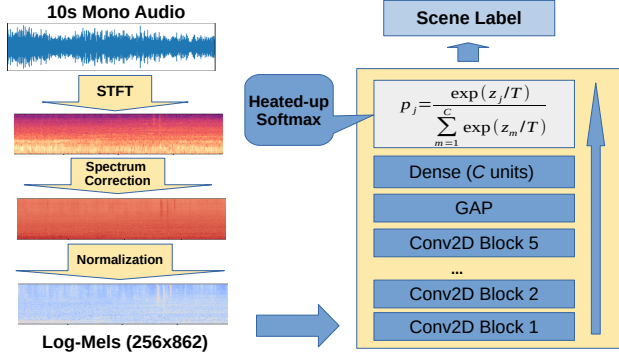 10s Mono Audio
STFT
Spectrum
Correction
Normalization
Log-Mels (256x862)
Scene Label
Heated-up
Softmax
p_j = exp(z_j/T) / ∑_{m=1}^{C} exp(z_m/T)
Dense (C units)
GAP
Conv2D Block 5
...
Conv2D Block 2
Conv2D Block 1